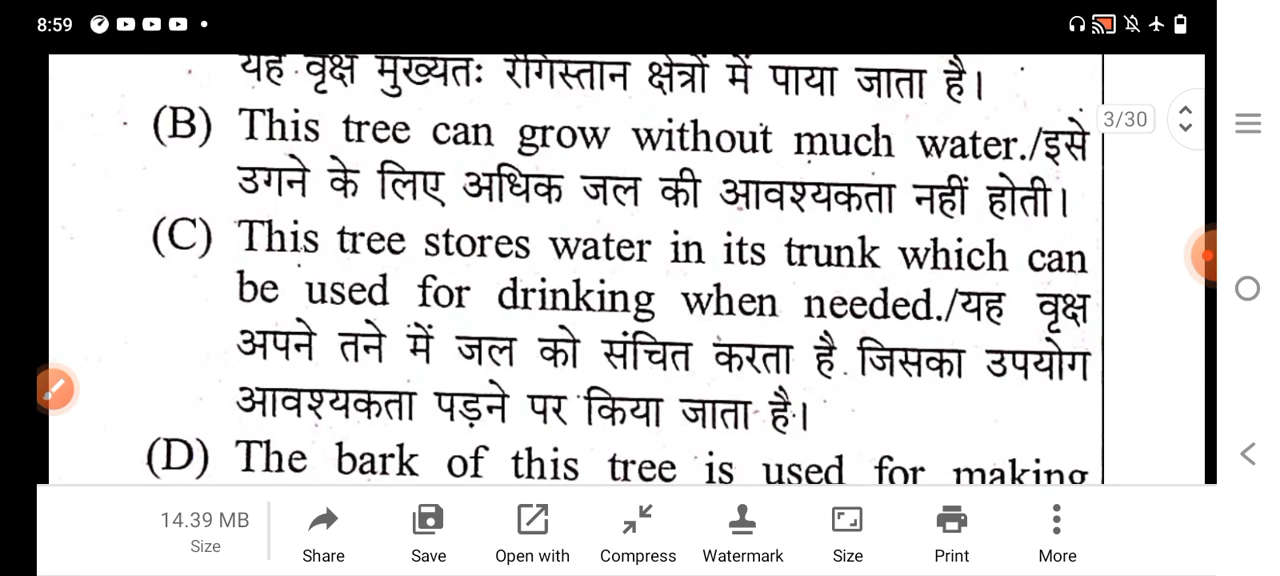 8:59
यह वृक्ष मुख्यतः रेगिस्तान क्षेत्रों में पाया जाता है।
(B) This tree can grow without much water./इसे
3/30
उगने के लिए अधिक जल की आवश्यकता नहीं होती।
(C) This tree stores water in its trunk which can
be used for drinking when needed./यह वृक्ष
अपने तने में जल को संचित करता है जिसका उपयोग
आवश्यकता पड़ने पर किया जाता है।
(D) The bark of this tree is used for making
14.39 MB
Size
Share
Save
Open with
Compress
Watermark
Size
Print
More